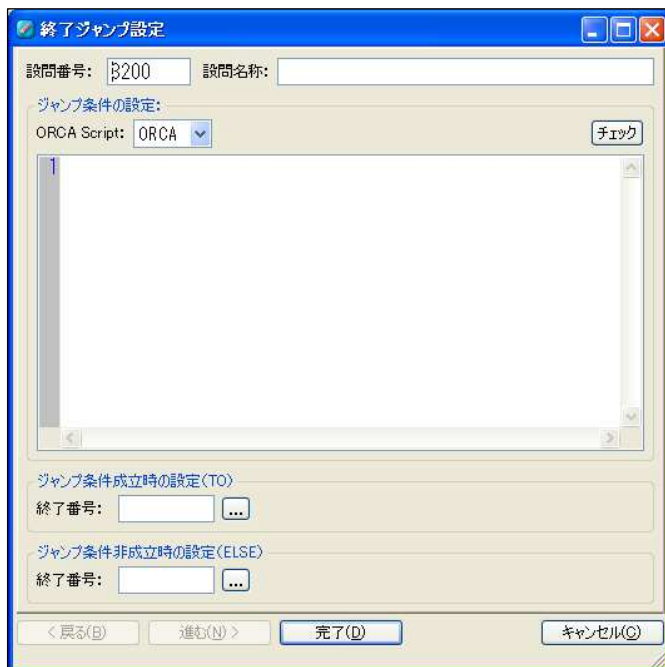 終了ジャンプ設定
設問番号: B200 設問名称:
ジャンプ条件の設定:
ORCA Script: ORCA チェック
1
ジャンプ条件成立時の設定(TO)
終了番号: ...
ジャンプ条件非成立時の設定(ELSE)
終了番号: ...
< 戻る(B) 進む(N) > 完了(D) キャンセル(C)